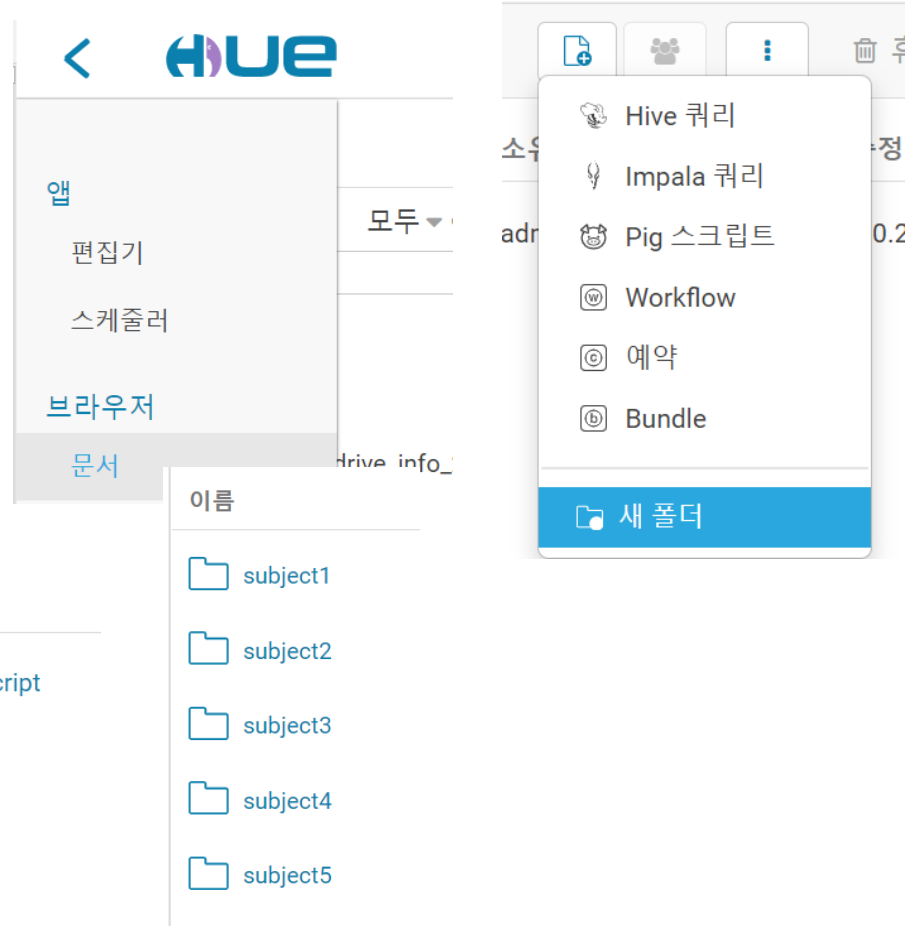 HUE
앱
편집기
스케줄러
브라우저
문서
모두
drive_info_
이름
subject1
subject2
subject3
subject4
subject5
Hive 쿼리
Impala 쿼리
Pig 스크립트
Workflow
예약
Bundle
새 폴더